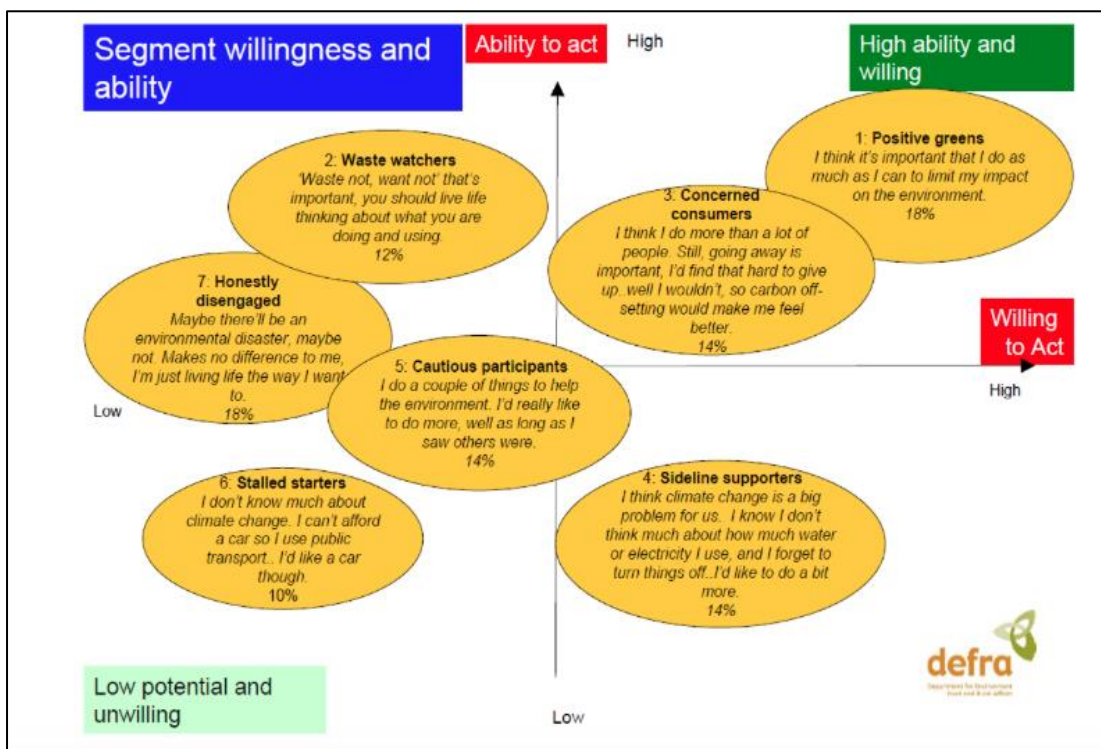 Segment willingness and
ability
Ability to act
High
High ability and
willing
1: Positive greens
I think it's important that I do as
much as I can to limit my impact
on the environment.
18%
2: Waste watchers
'Waste not, want not' that's
important, you should live life
thinking about what you are
doing and using.
12%
3: Concerned
consumers
I think I do more than a lot of
people. Still, going away is
important, I'd find that hard to give
up..well I wouldn't, so carbon off-
setting would make me feel
better.
14%
7: Honestly
disengaged
Maybe there'll be an
environmental disaster, maybe
not. Makes no difference to me,
I'm just living life the way I want
to.
18%
Willing
to Act
High
Low
5: Cautious participants
I do a couple of things to help
the environment. I'd really like
to do more, well as long as I
saw others were.
14%
6: Stalled starters
I don't know much about
climate change. I can't afford
a car so I use public
transport.. I'd like a car
though.
10%
4: Sideline supporters
I think climate change is a big
problem for us. I know I don't
think much about how much water
or electricity I use, and I forget to
turn things off..I'd like to do a bit
more.
14%
defra
Department for Environment
Food and Rural Affairs
Low potential and
unwilling
Low